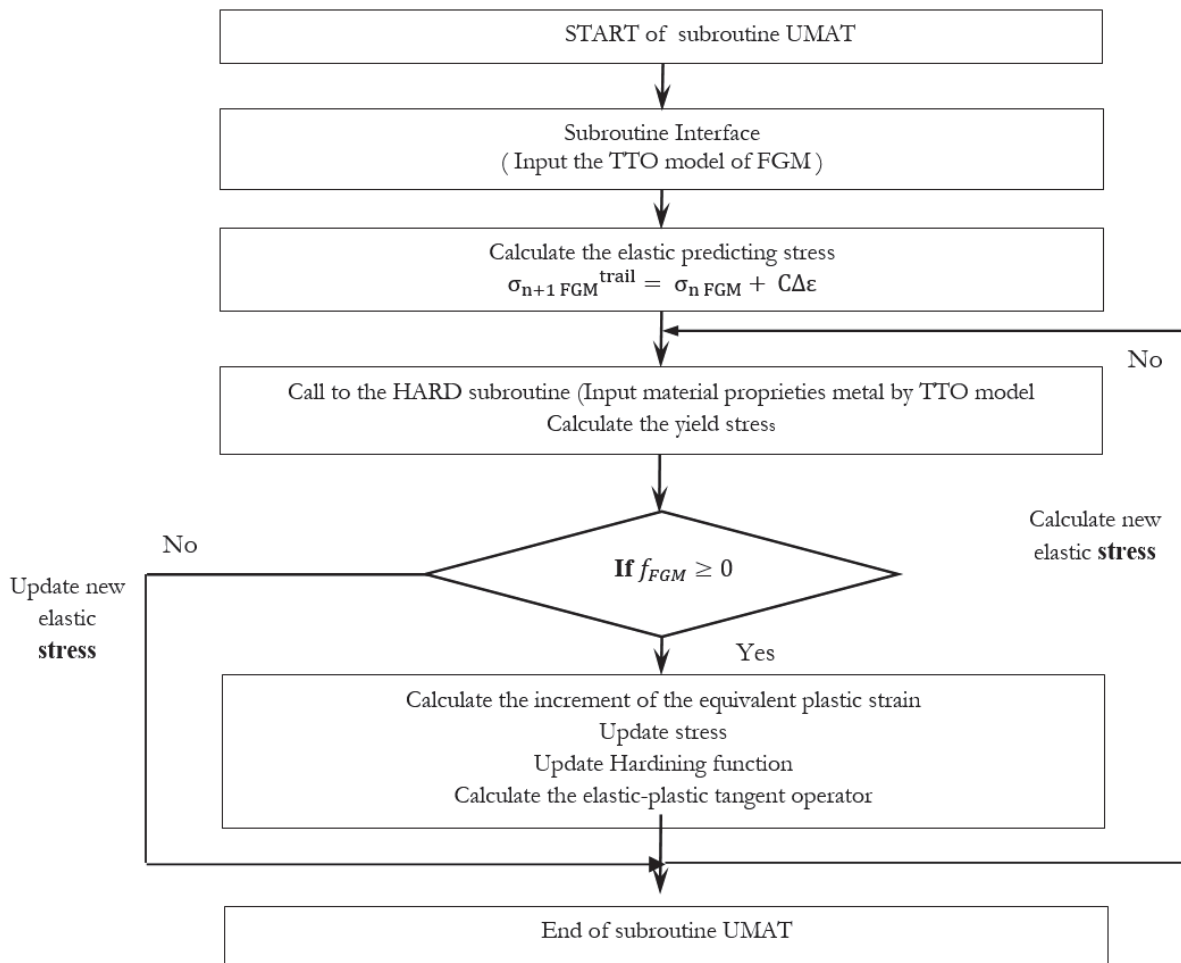 START of subroutine UMAT
Subroutine Interface
( Input the TTO model of FGM )
Calculate the elastic predicting stress
σn+1 FGM^trail = σn FGM + CΔε
No
Call to the HARD subroutine (Input material proprieties metal by TTO model
Calculate the yield stress
Calculate new
elastic stress
No
If f_FGM ≥ 0
Update new
elastic
stress
Yes
Calculate the increment of the equivalent plastic strain
Update stress
Update Hardining function
Calculate the elastic-plastic tangent operator
End of subroutine UMAT